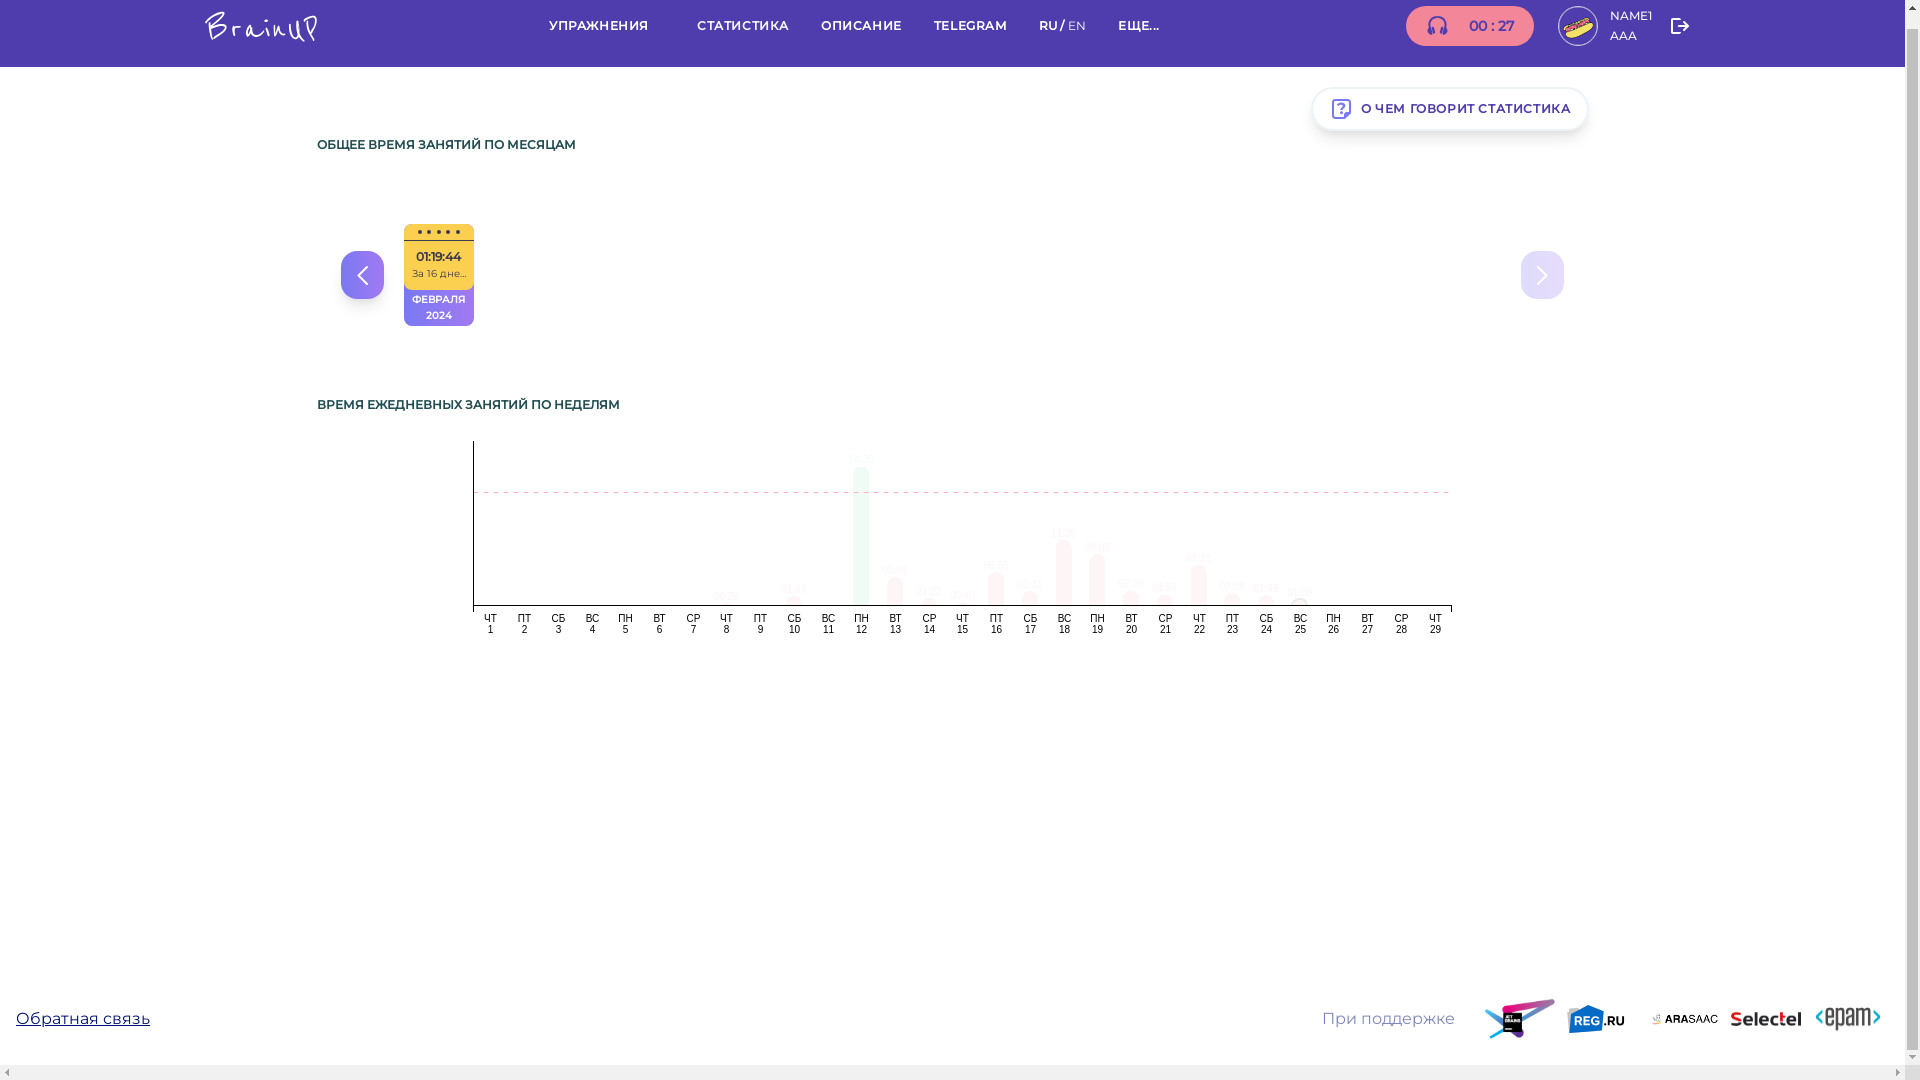 BrainUP
УПРАЖНЕНИЯ СТАТИСТИКА ОПИСАНИЕ TELEGRAM RU / EN ЕЩЕ... 00 : 27 NAME1
AAA
О ЧЕМ ГОВОРИТ СТАТИСТИКА
ОБЩЕЕ ВРЕМЯ ЗАНЯТИЙ ПО МЕСЯЦАМ
01:19:44
За 16 дне...
ФЕВРАЛЯ
2024
ВРЕМЯ ЕЖЕДНЕВНЫХ ЗАНЯТИЙ ПО НЕДЕЛЯМ
ЧТ ПТ СБ ВС ПН ВТ СР ЧТ ПТ СБ ВС ПН ВТ СР ЧТ ПТ СБ ВС ПН ВТ СР ЧТ ПТ СБ ВС ПН ВТ СР ЧТ
1 2 3 4 5 6 7 8 9 10 11 12 13 14 15 16 17 18 19 20 21 22 23 24 25 26 27 28 29
Обратная связь При поддержке JET BRAINS REG.RU ARASAAC Selectel <epam>